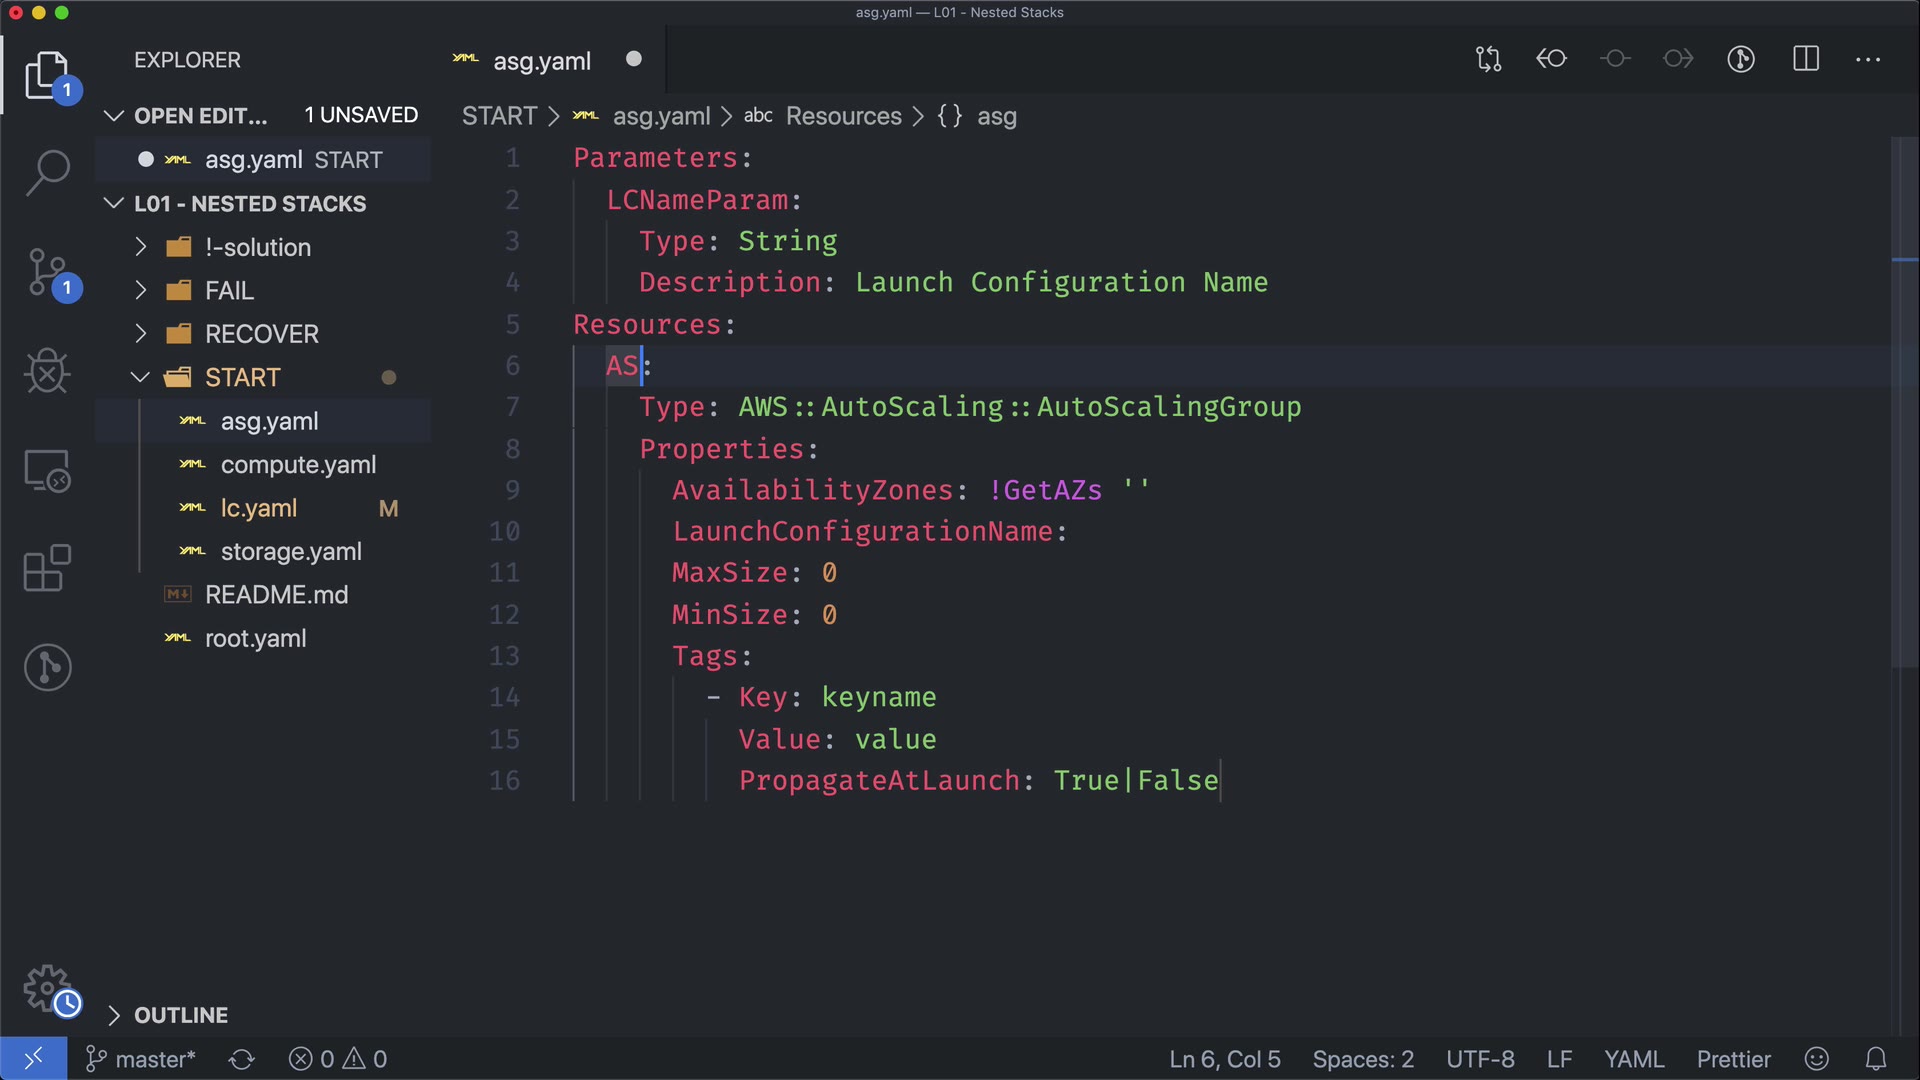 asg.yaml — L01 - Nested Stacks
EXPLORER
OPEN EDIT... 1 UNSAVED
asg.yaml START
L01 - NESTED STACKS
!-solution
FAIL
RECOVER
START
asg.yaml
compute.yaml
lc.yaml M
storage.yaml
README.md
root.yaml
OUTLINE
1
1
asg.yaml
START > asg.yaml > abc Resources > {} asg
1 Parameters:
2 LCNameParam:
3 Type: String
4 Description: Launch Configuration Name
5 Resources:
6 AS:
7 Type: AWS::AutoScaling::AutoScalingGroup
8 Properties:
9 AvailabilityZones: !GetAZs ''
10 LaunchConfigurationName:
11 MaxSize: 0
12 MinSize: 0
13 Tags:
14 - Key: keyname
15 Value: value
16 PropagateAtLaunch: True|False
master* 0 0 Ln 6, Col 5 Spaces: 2 UTF-8 LF YAML Prettier